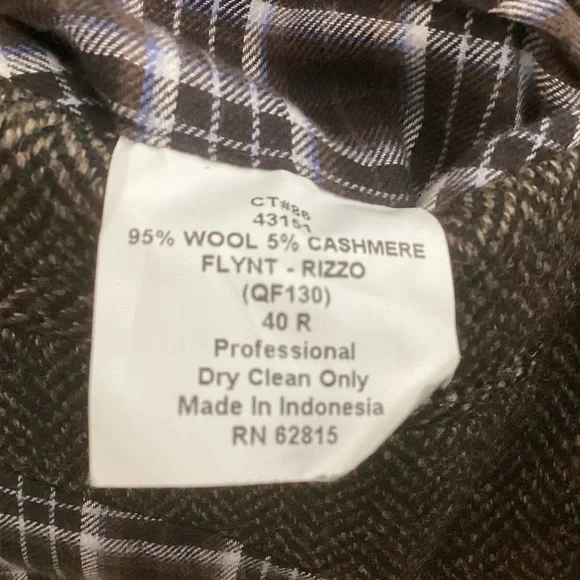 CT#86
43151
95% WOOL 5% CASHMERE
FLYNT - RIZZO
(QF130)
40 R
Professional
Dry Clean Only
Made In Indonesia
RN 62815